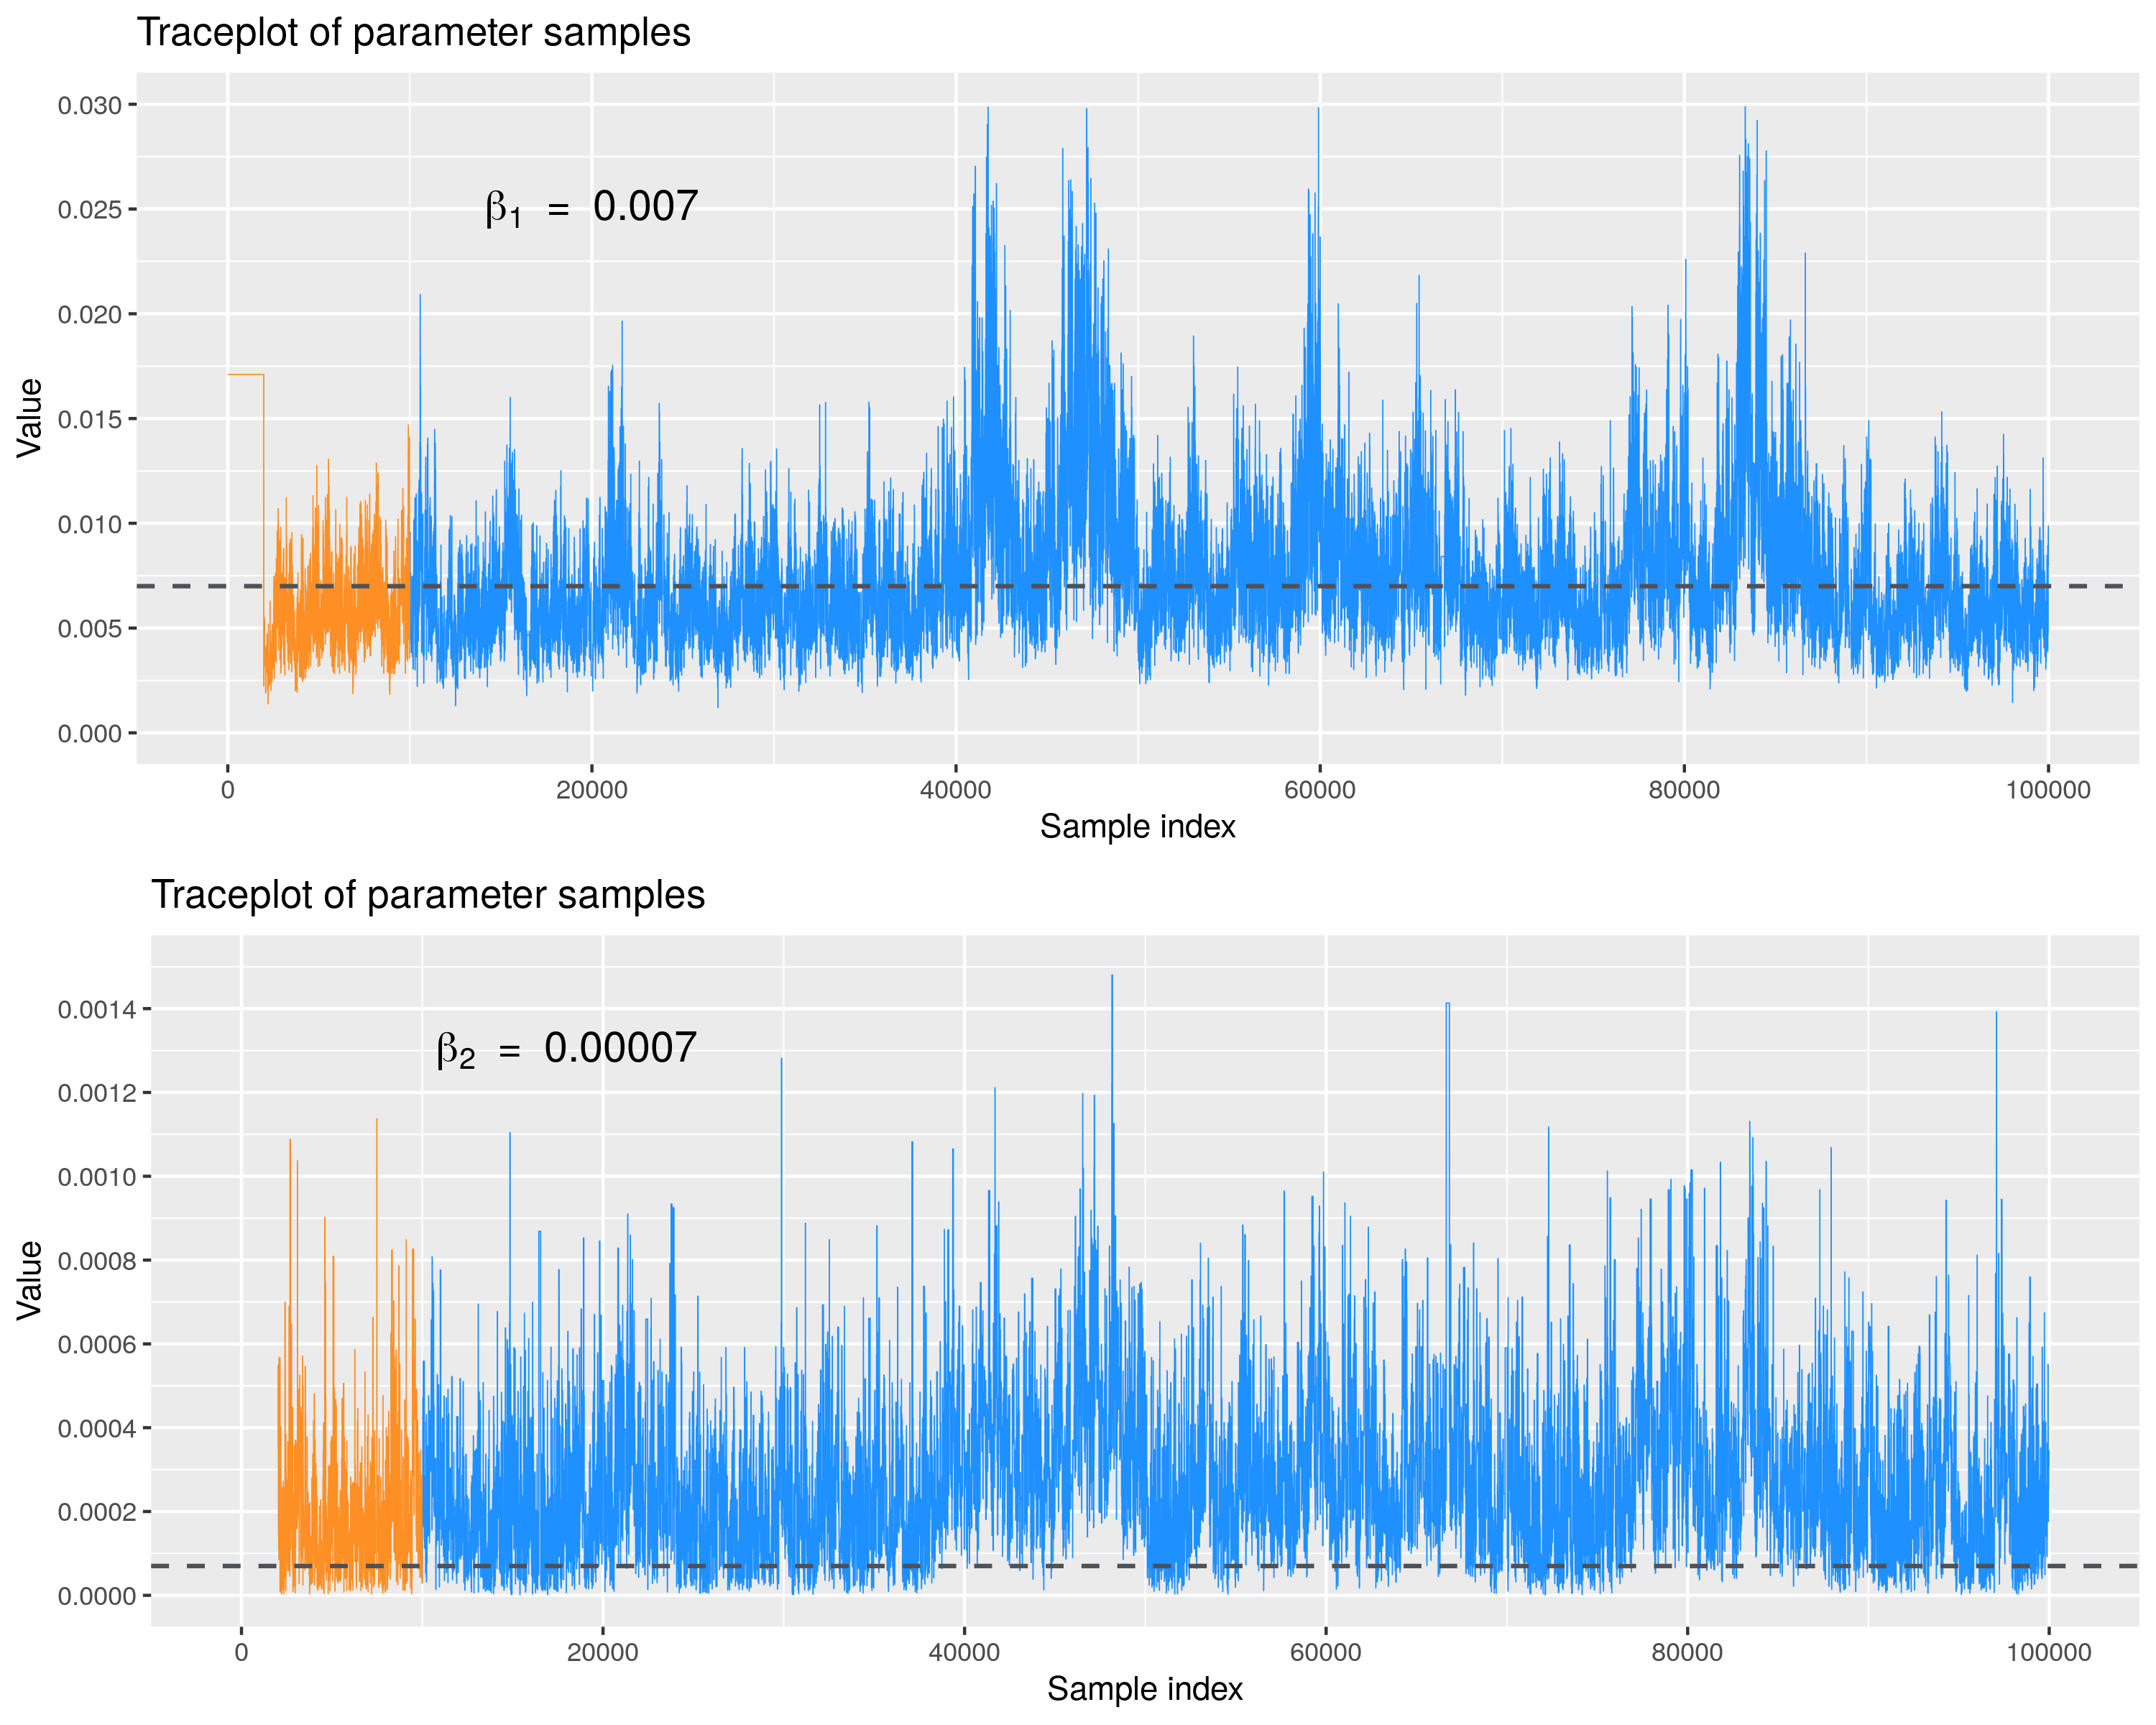 Traceplot of parameter samples
0.030
0.025
0.020
0.015
0.010
0.005
0.000
Value
β₁ = 0.007
0 20000 40000 60000 80000 100000
Sample index
Traceplot of parameter samples
0.0014
0.0012
0.0010
0.0008
0.0006
0.0004
0.0002
0.0000
Value
β₂ = 0.00007
0 20000 40000 60000 80000 100000
Sample index